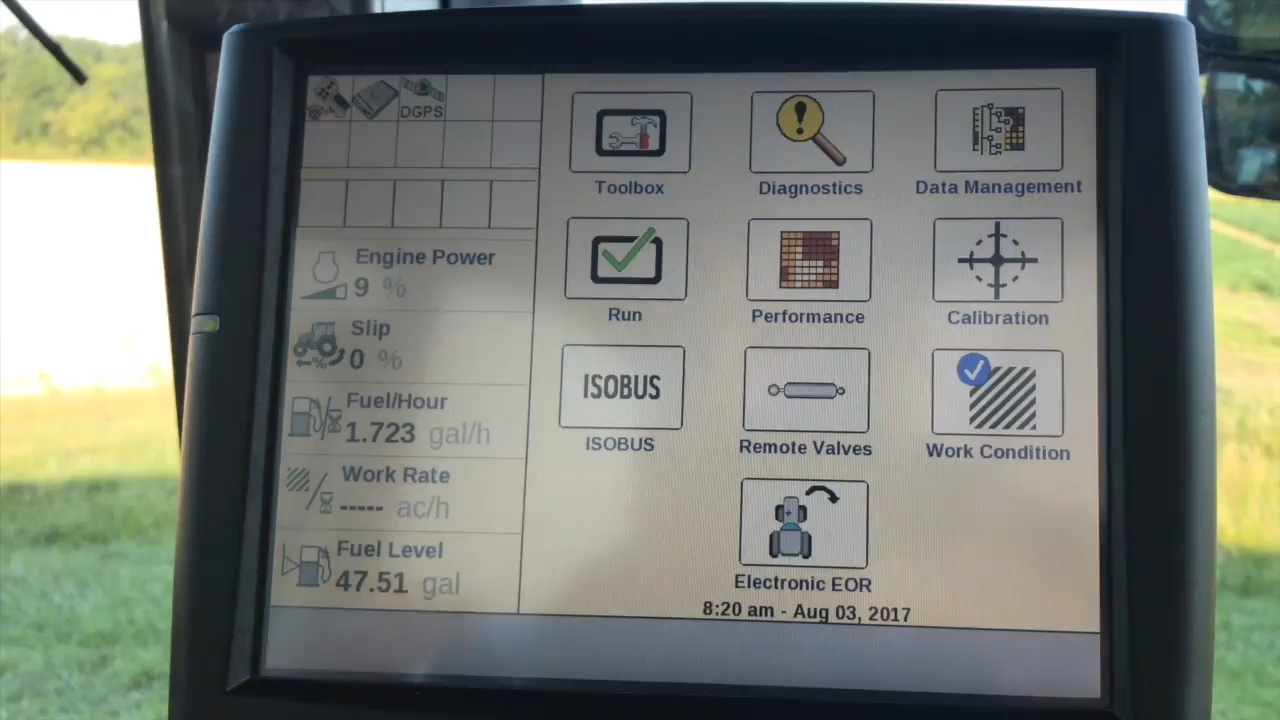 DGPS
Engine Power
9 %
Slip
0 %
Fuel/Hour
1.723 gal/h
Work Rate
----- ac/h
Fuel Level
47.51 gal
Toolbox
Diagnostics
Data Management
Run
Performance
Calibration
ISOBUS
ISOBUS
Remote Valves
Work Condition
Electronic EOR
8:20 am - Aug 03, 2017